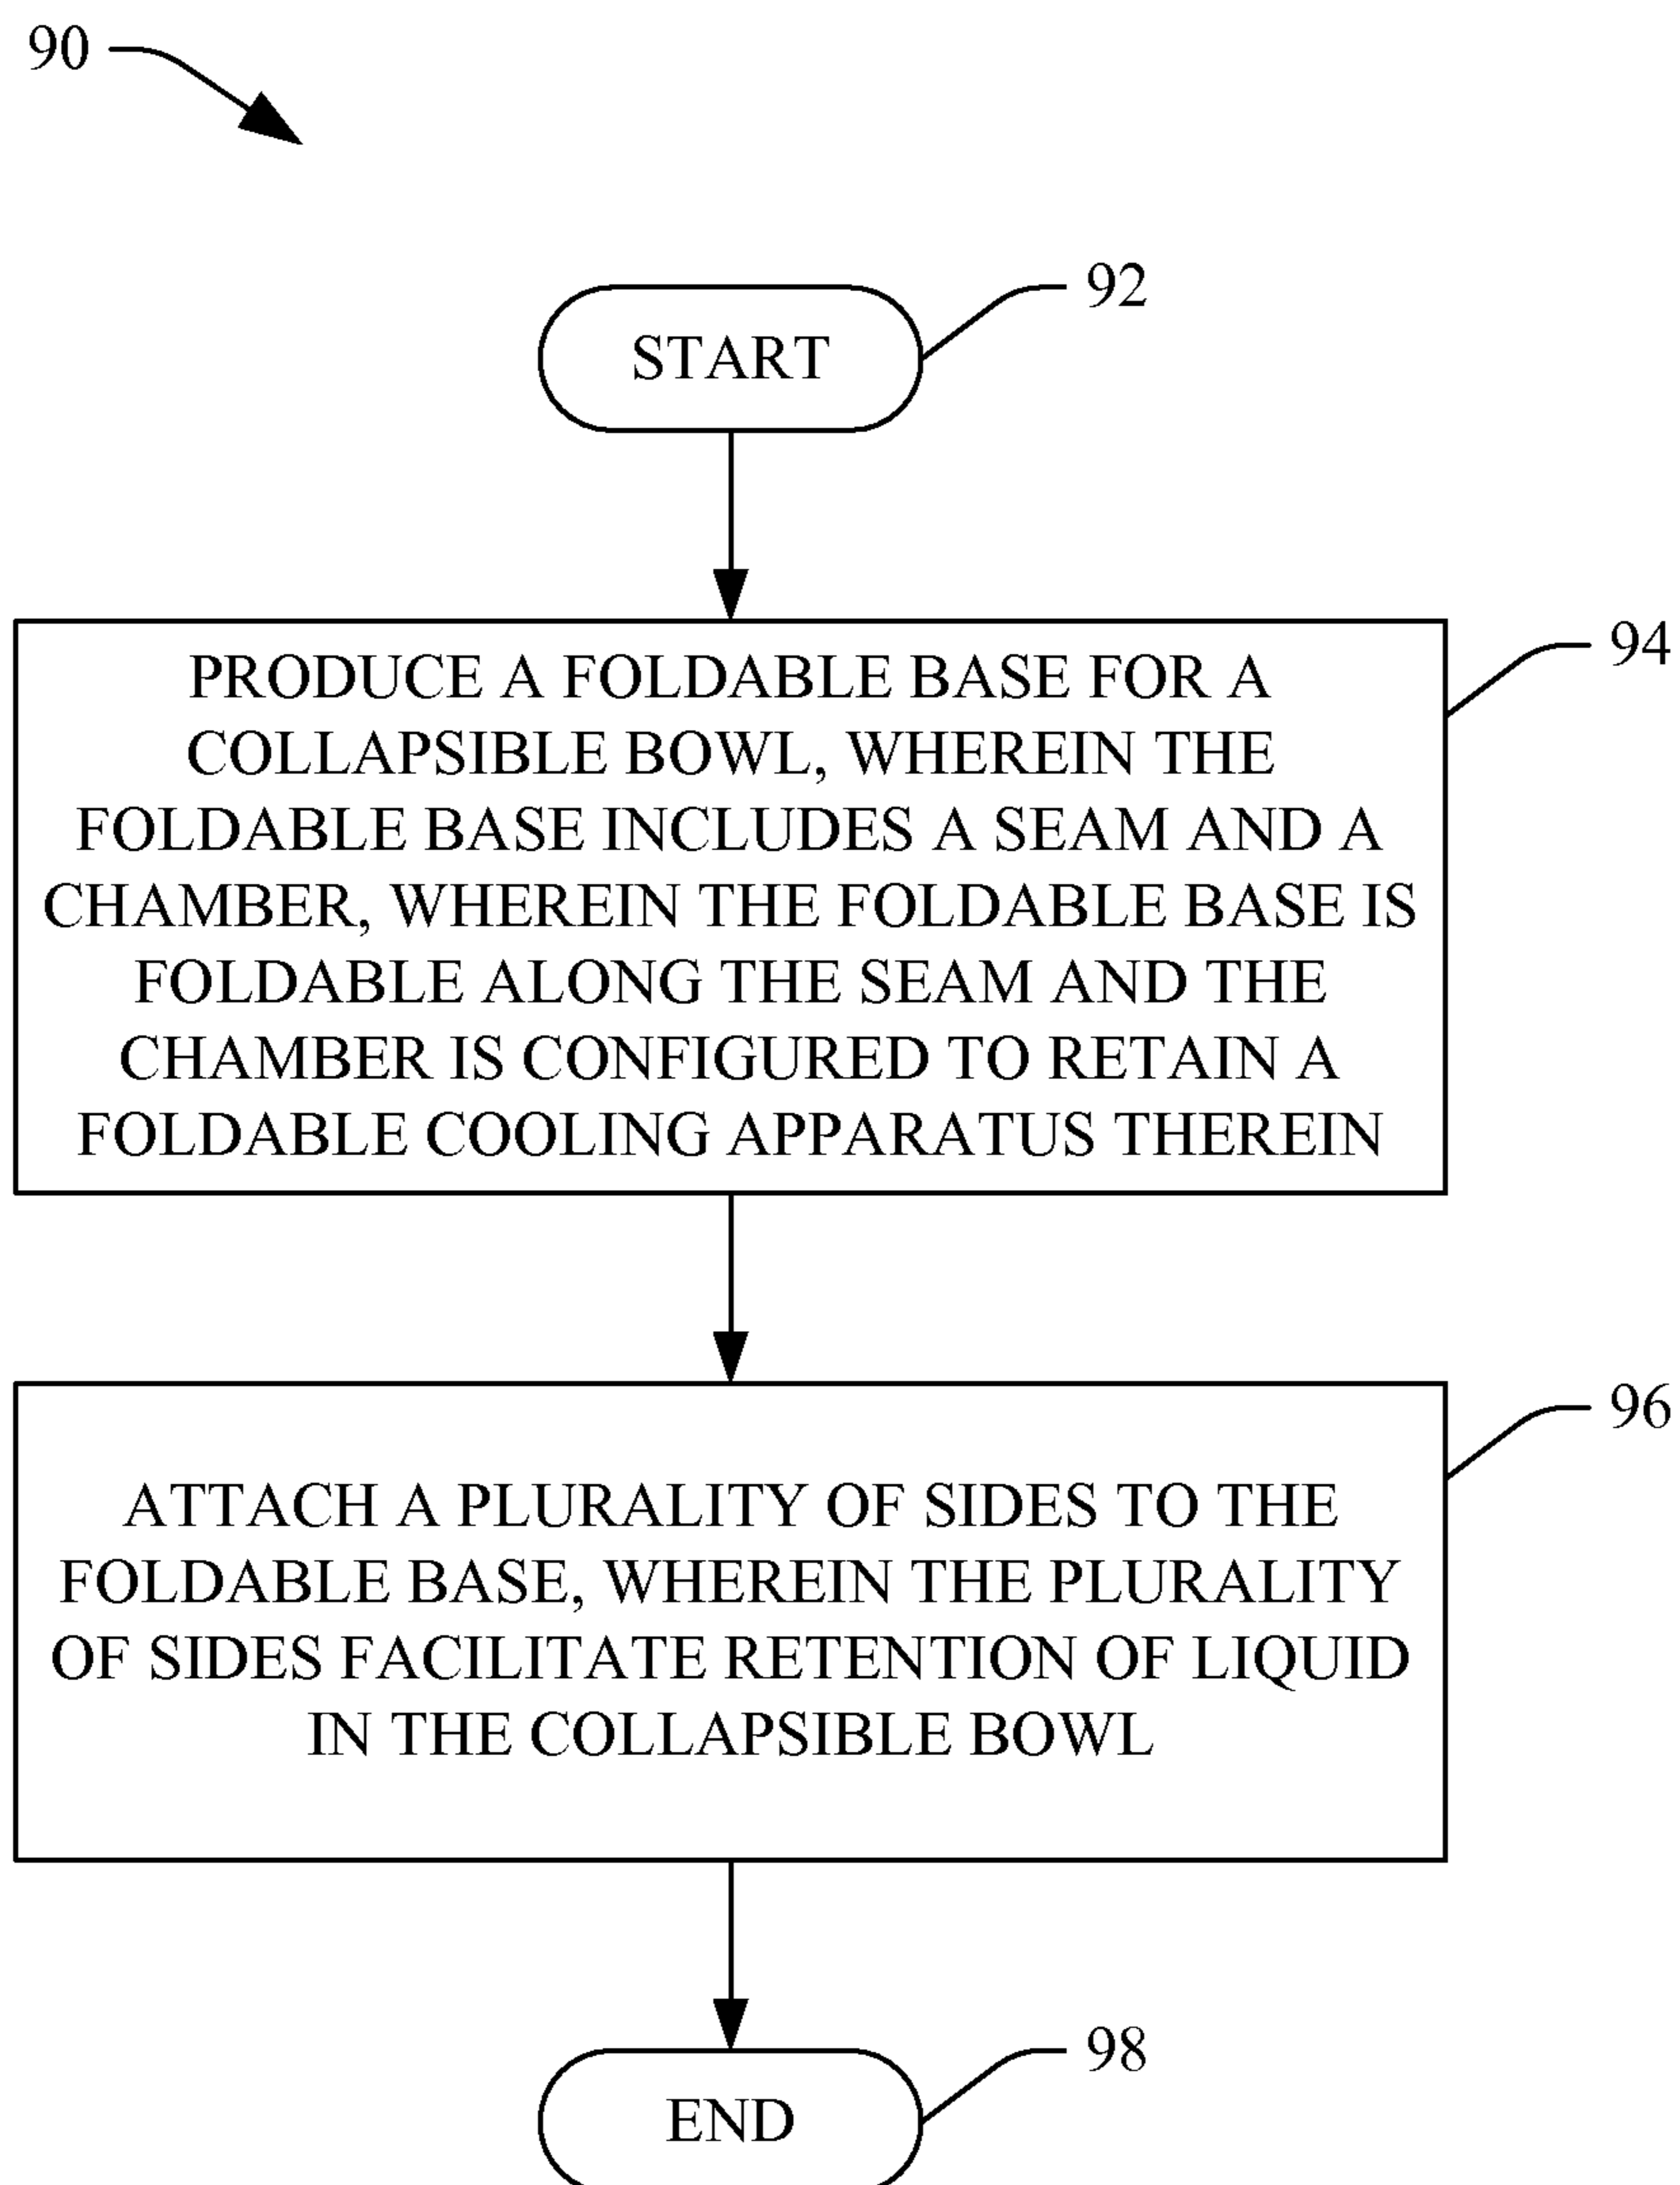 90
92
START
94
PRODUCE A FOLDABLE BASE FOR A
COLLAPSIBLE BOWL, WHEREIN THE
FOLDABLE BASE INCLUDES A SEAM AND A
CHAMBER, WHEREIN THE FOLDABLE BASE IS
FOLDABLE ALONG THE SEAM AND THE
CHAMBER IS CONFIGURED TO RETAIN A
FOLDABLE COOLING APPARATUS THEREIN
96
ATTACH A PLURALITY OF SIDES TO THE
FOLDABLE BASE, WHEREIN THE PLURALITY
OF SIDES FACILITATE RETENTION OF LIQUID
IN THE COLLAPSIBLE BOWL
98
END